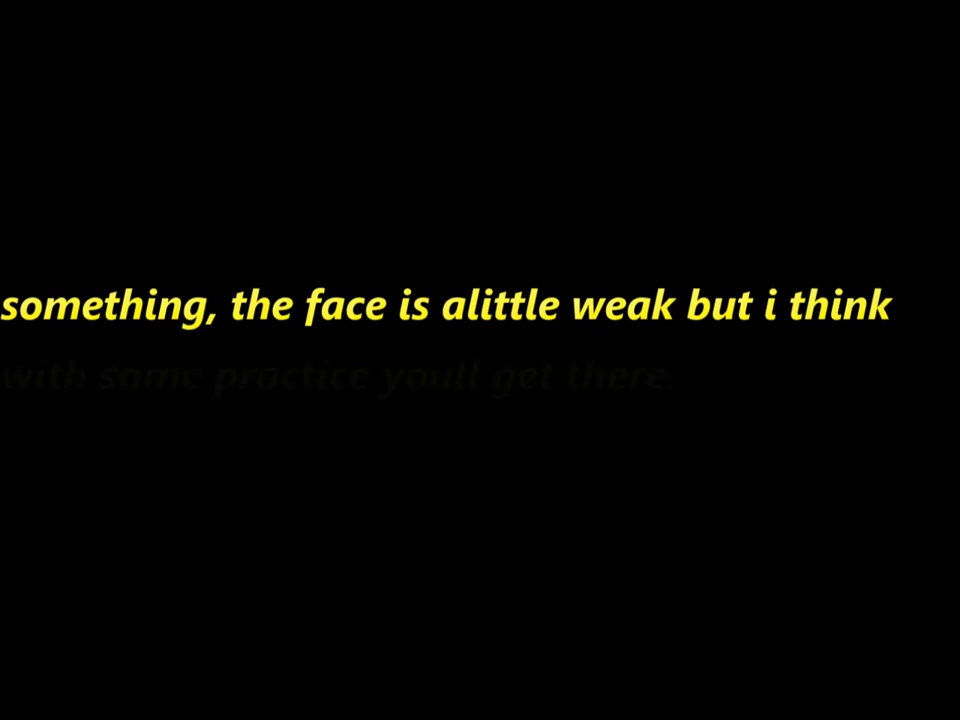 something, the face is alittle weak but i think
with some practice youll get there.